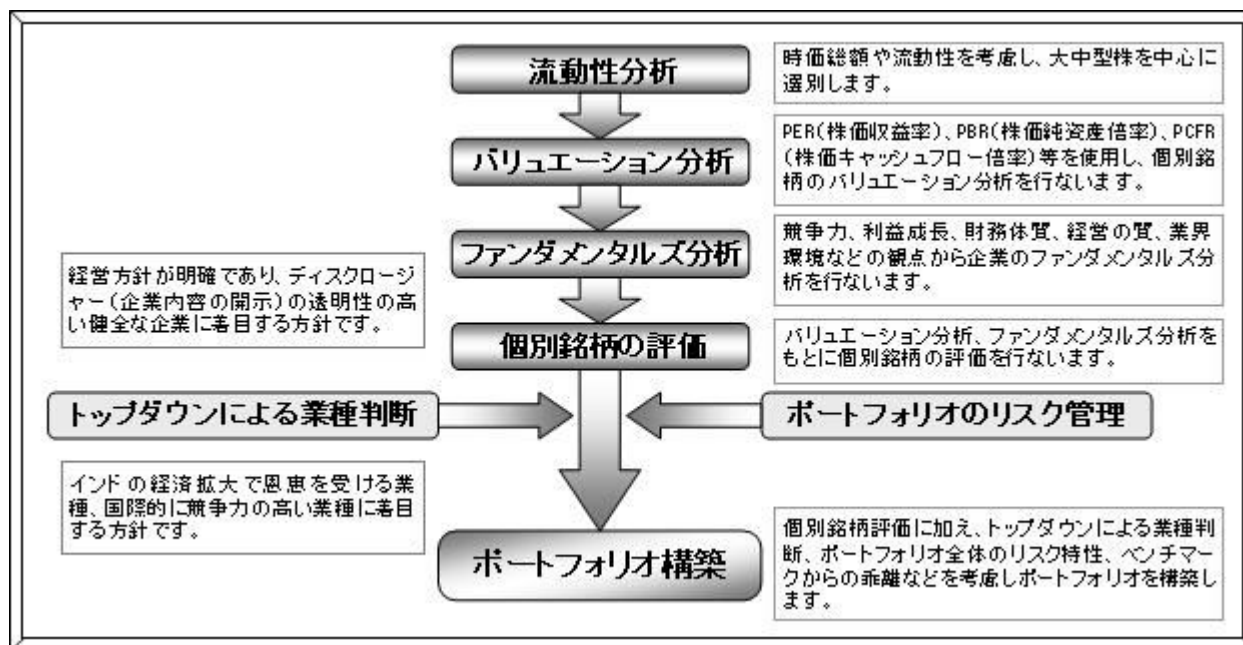 流動性分析
時価総額や流動性を考慮し、大中型株を中心に
選別します。
バリュエーション分析
PER(株価収益率)、PBR(株価純資産倍率)、PCFR
(株価キャッシュフロー倍率)等を使用し、個別銘
柄のバリュエーション分析を行ないます。
ファンダメンタルズ分析
競争力、利益成長、財務体質、経営の質、業界
環境などの観点から企業のファンダメンタルズ分
析を行ないます。
経営方針が明確であり、ディスクロージ
ャー(企業内容の開示)の透明性の高
い健全な企業に着目する方針です。
個別銘柄の評価
バリュエーション分析、ファンダメンタルズ分析を
もとに個別銘柄の評価を行ないます。
トップダウンによる業種判断
ポートフォリオのリスク管理
インドの経済拡大で恩恵を受ける業
種、国際的に競争力の高い業種に着目
する方針です。
ポートフォリオ構築
個別銘柄評価に加え、トップダウンによる業種判
断、ポートフォリオ全体のリスク特性、ベンチマー
クからの乖離などを考慮しポートフォリオを構築し
ます。